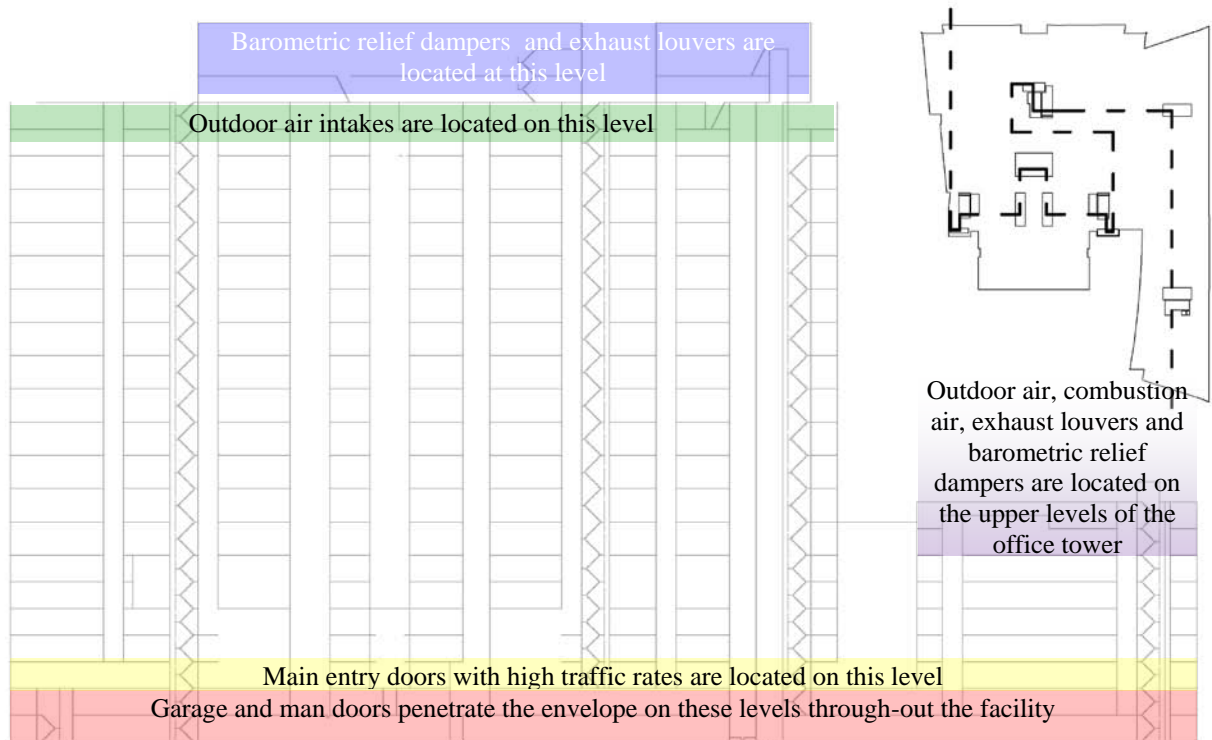 Barometric relief dampers and exhaust louvers are
located at this level
Outdoor air intakes are located on this level
Outdoor air, combustion
air, exhaust louvers and
barometric relief
dampers are located on
the upper levels of the
office tower
Main entry doors with high traffic rates are located on this level
Garage and man doors penetrate the envelope on these levels through-out the facility